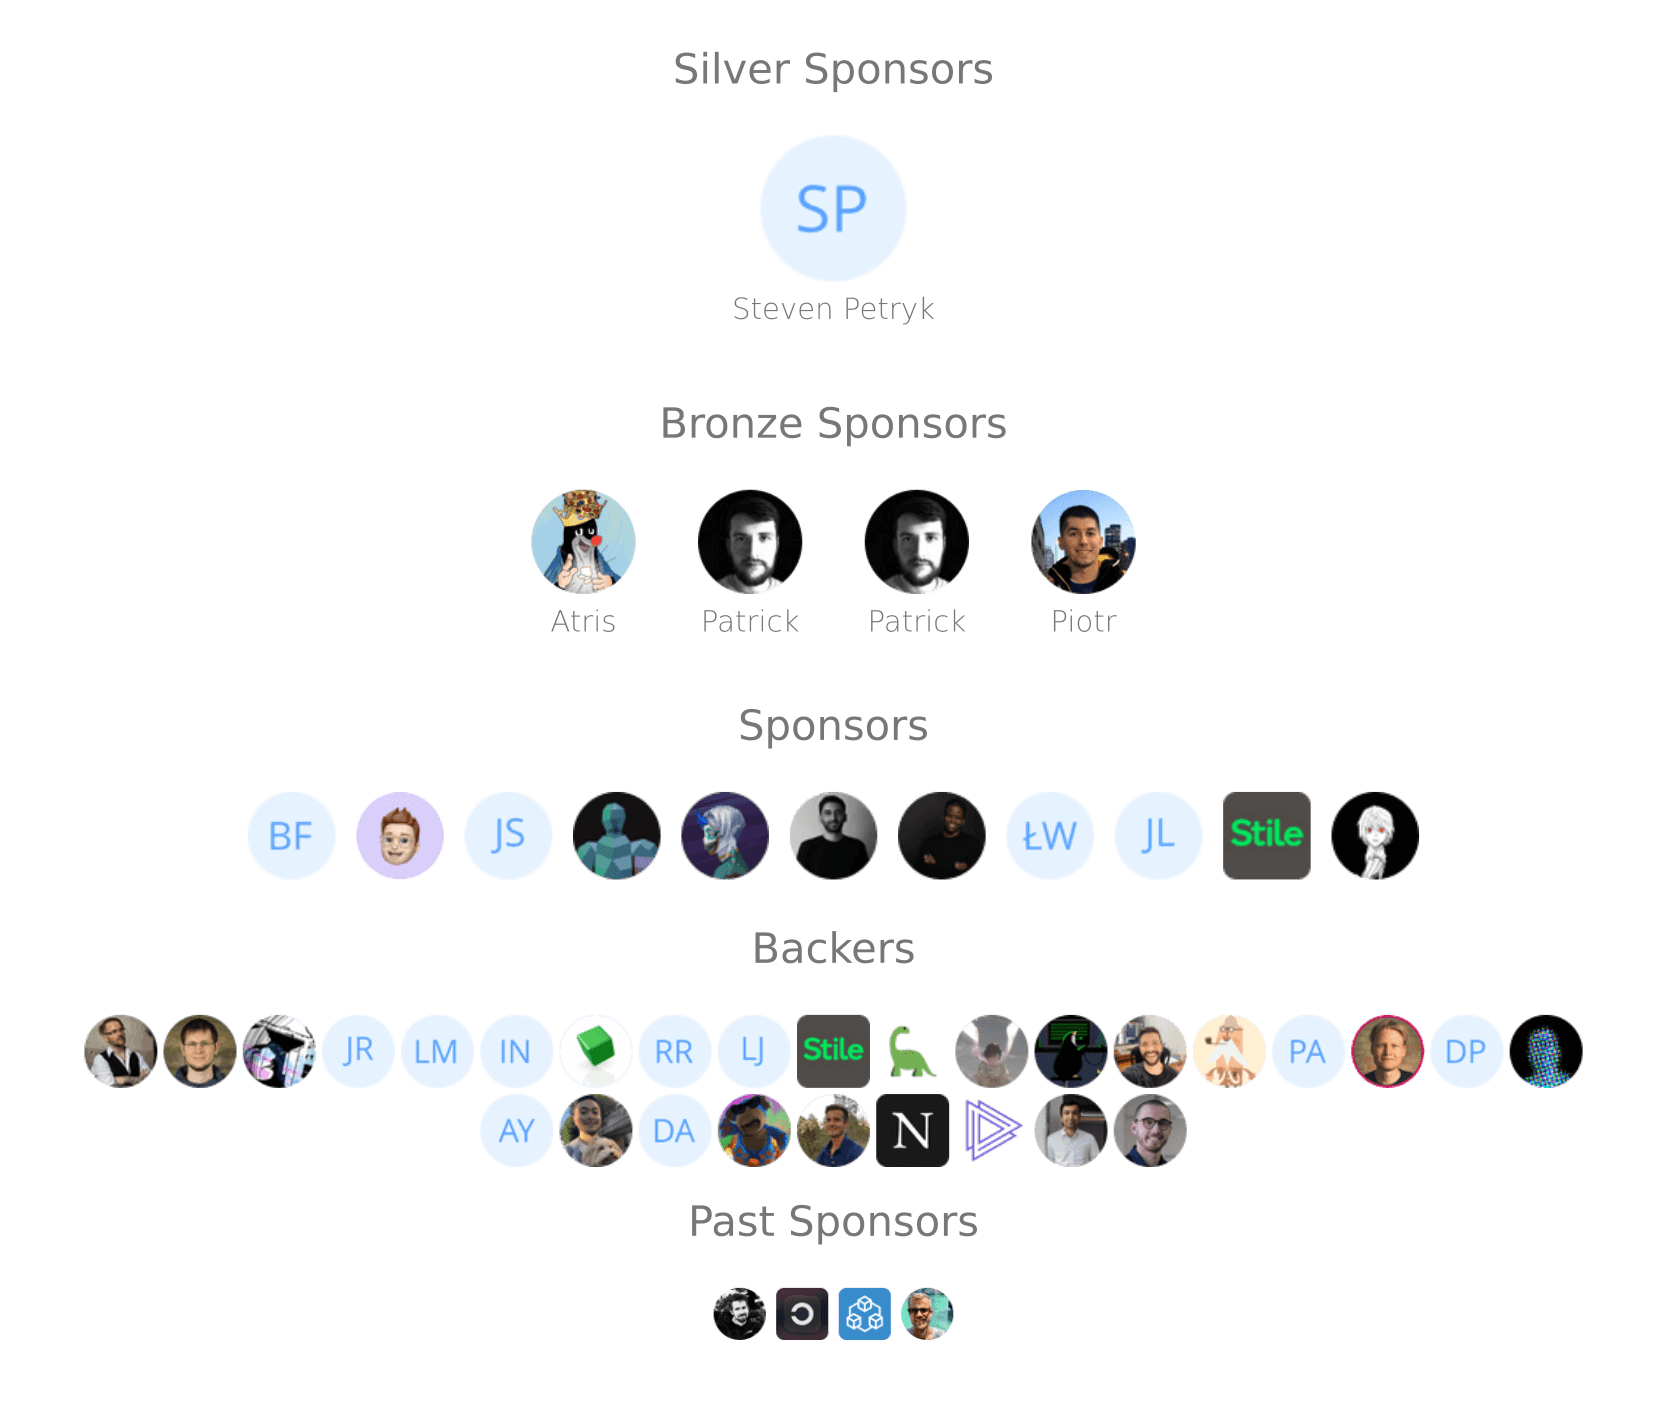 Silver Sponsors
SP
Steven Petryk
Bronze Sponsors
Atris Patrick Patrick Piotr
Sponsors
BF JS ŁW JL Stile
Backers
JR LM IN RR LJ Stile PA DP
AY DA N
Past Sponsors